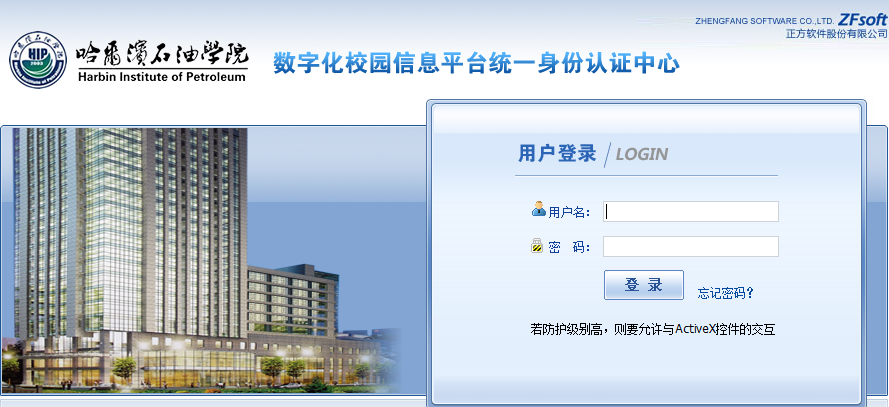 ZHENGFANG SOFTWARE CO.,LTD. ZFsoft
正方软件股份有限公司
哈尔滨石油学院
HIP
2003
Harbin Institute of Petroleum
数字化校园信息平台统一身份认证中心
用户登录 / LOGIN
用户名：
密 码：
登 录
忘记密码?
若防护级别高，则要允许与ActiveX控件的交互